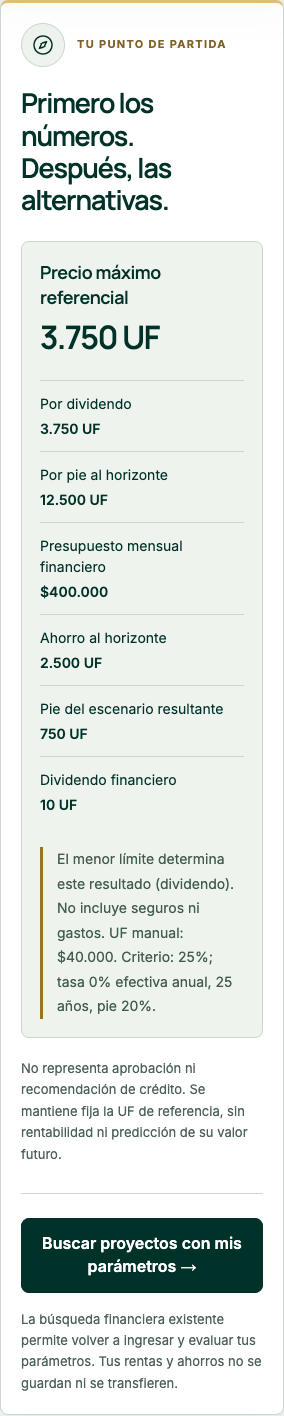 TU PUNTO DE PARTIDA
Primero los
números.
Después, las
alternativas.
Precio máximo
referencial
3.750 UF
Por dividendo
3.750 UF
Por pie al horizonte
12.500 UF
Presupuesto mensual
financiero
$400.000
Ahorro al horizonte
2.500 UF
Pie del escenario resultante
750 UF
Dividendo financiero
10 UF
El menor límite determina
este resultado (dividendo).
No incluye seguros ni
gastos. UF manual:
$40.000. Criterio: 25%;
tasa 0% efectiva anual, 25
años, pie 20%.
No representa aprobación ni
recomendación de crédito. Se
mantiene fija la UF de referencia, sin
rentabilidad ni predicción de su valor
futuro.
Buscar proyectos con mis
parámetros →
La búsqueda financiera existente
permite volver a ingresar y evaluar tus
parámetros. Tus rentas y ahorros no se
guardan ni se transfieren.